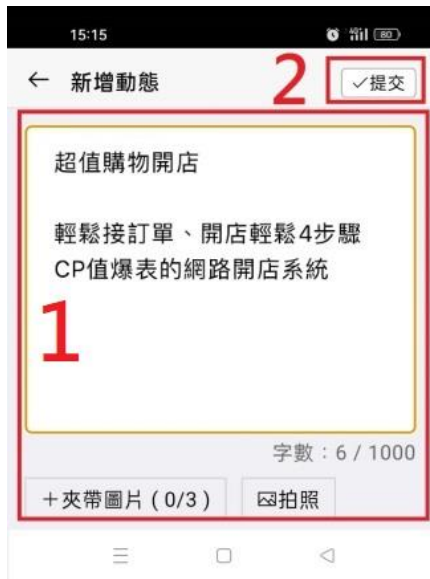 15:15
80
← 新增動態
2
✓提交
超值購物開店
輕鬆接訂單、開店輕鬆4步驟
CP值爆表的網路開店系統
1
字數：6 / 1000
＋夾帶圖片 ( 0/3 )
拍照